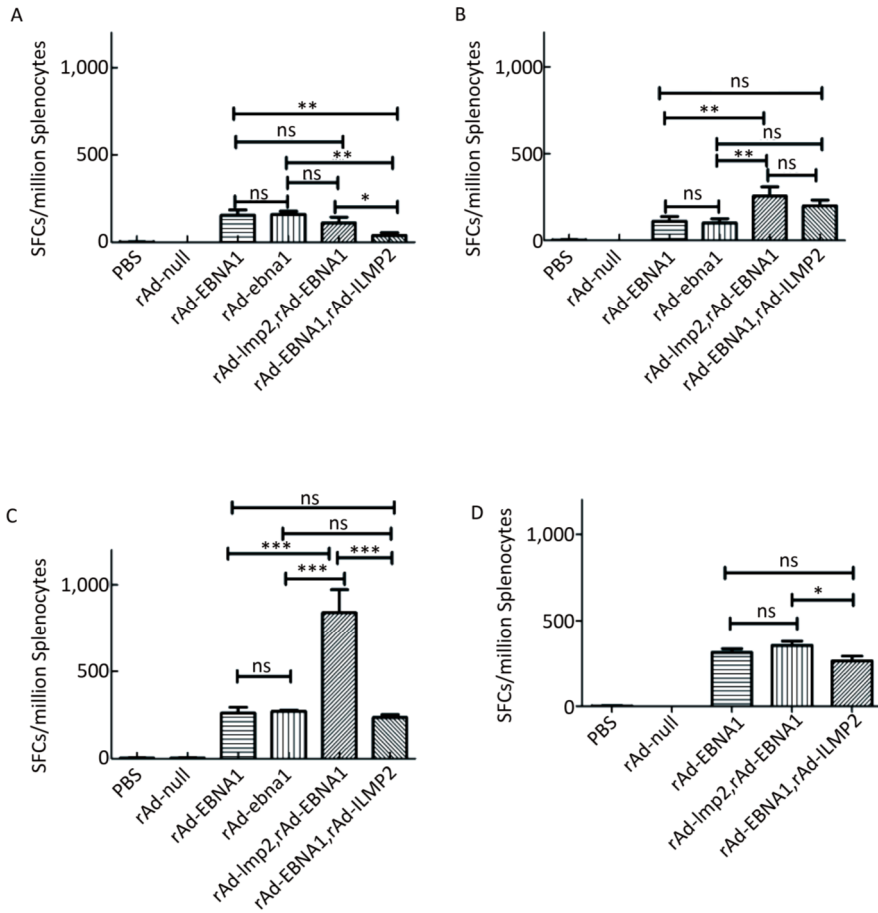 A
SFCs/million Splenocytes
1,000
500
0
**
ns
**
ns
*
ns
PBS
rAd-null
rAd-EBNA1
rAd-ebna1
rAd-lmp2,rAd-EBNA1
rAd-EBNA1,rAd-ILMP2
B
SFCs/million Splenocytes
1,000
500
0
ns
**
ns
**
ns
ns
PBS
rAd-null
rAd-EBNA1
rAd-ebna1
rAd-lmp2,rAd-EBNA1
rAd-EBNA1,rAd-ILMP2
C
SFCs/million Splenocytes
1,000
500
0
ns
ns
***
***
***
ns
PBS
rAd-null
rAd-EBNA1
rAd-ebna1
rAd-lmp2,rAd-EBNA1
rAd-EBNA1,rAd-ILMP2
D
SFCs/million Splenocytes
1,000
500
0
ns
*
ns
PBS
rAd-null
rAd-EBNA1
rAd-lmp2,rAd-EBNA1
rAd-EBNA1,rAd-ILMP2